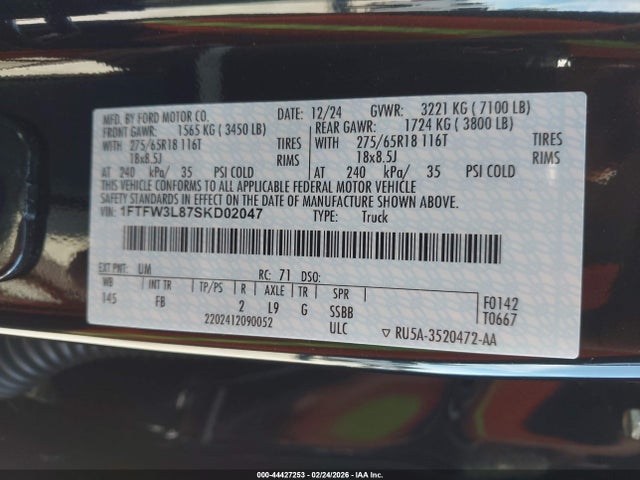 MFD. BY FORD MOTOR CO.
DATE: 12/24 GVWR: 3221 KG ( 7100 LB)
FRONT GAWR: 1565 KG ( 3450 LB) REAR GAWR: 1724 KG ( 3800 LB)
WITH 275/65R18 116T TIRES WITH 275/65R18 116T TIRES
18x8.5J RIMS 18x8.5J RIMS
AT 240 kPa/ 35 PSI COLD AT 240 kPa/ 35 PSI COLD
THIS VEHICLE CONFORMS TO ALL APPLICABLE FEDERAL MOTOR VEHICLE
SAFETY STANDARDS IN EFFECT ON THE DATE OF MANUFACTURE SHOWN ABOVE.
VIN: 1FTFW3L87SKD02047 TYPE: Truck
EXT PNT: UM RC: 71 DSO:
WB INT TR TP/PS R AXLE TR SPR F0142
145 FB 2 L9 G SSBB T0667
2202412090052 ULC ▽ RU5A-3520472-AA
000-44427253 - 02/24/2026 - IAA Inc.